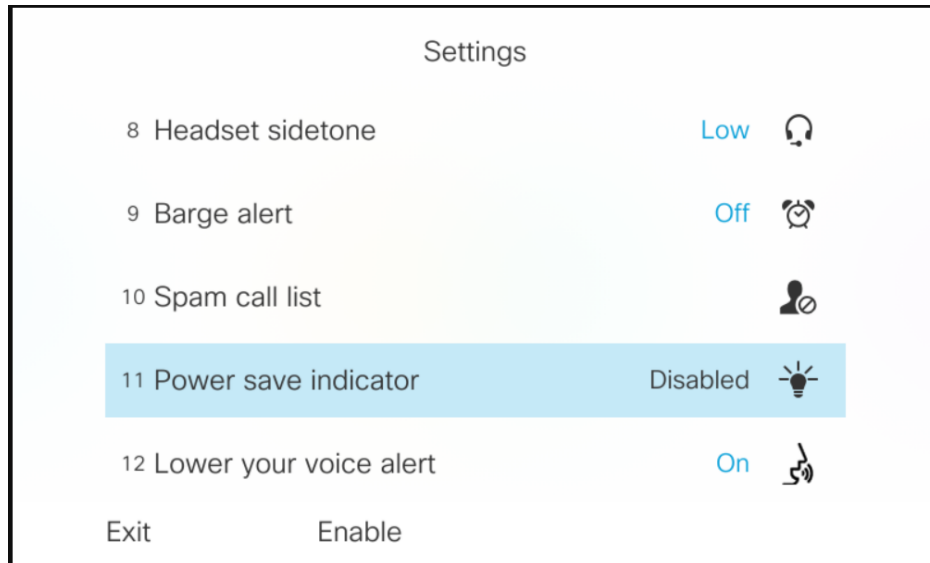 Settings
8 Headset sidetone Low
9 Barge alert Off
10 Spam call list
11 Power save indicator Disabled
12 Lower your voice alert On
Exit Enable